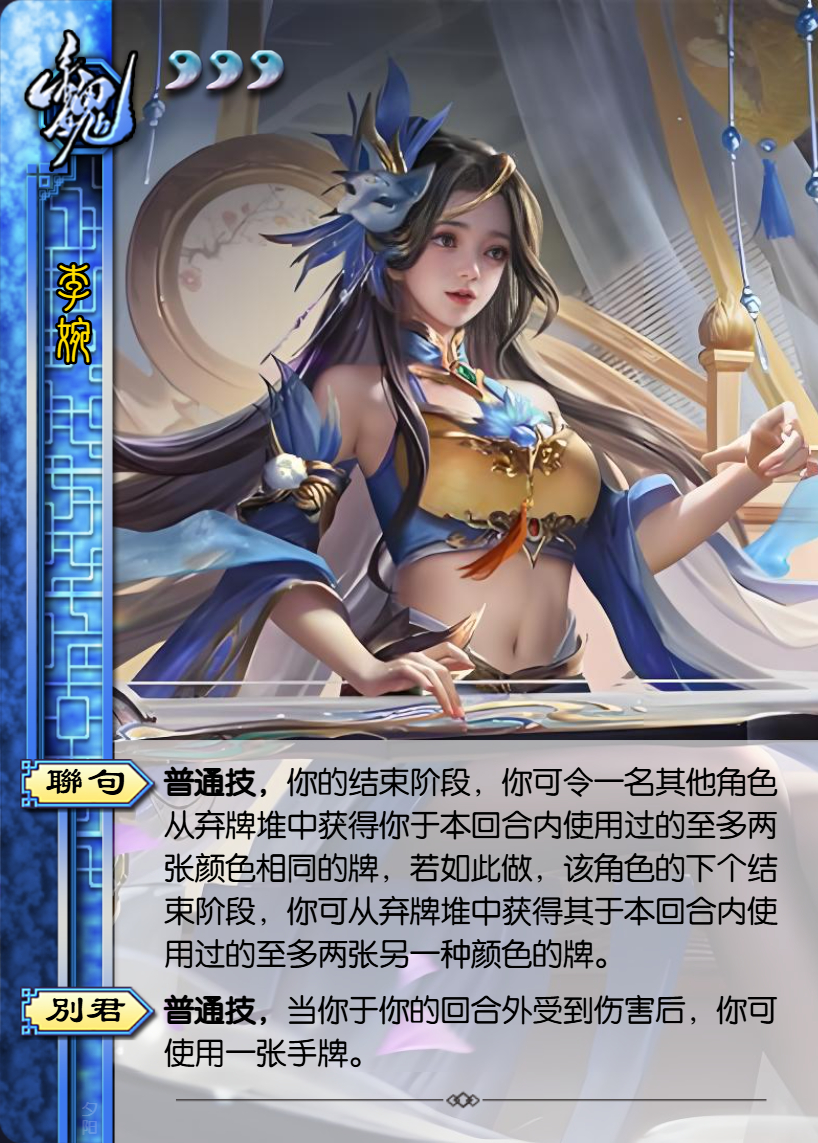 魏
李婉
聯句
普通技，你的结束阶段，你可令一名其他角色
从弃牌堆中获得你于本回合内使用过的至多两
张颜色相同的牌，若如此做，该角色的下个结
束阶段，你可从弃牌堆中获得其于本回合内使
用过的至多两张另一种颜色的牌。
別君
普通技，当你于你的回合外受到伤害后，你可
使用一张手牌。
夕阳